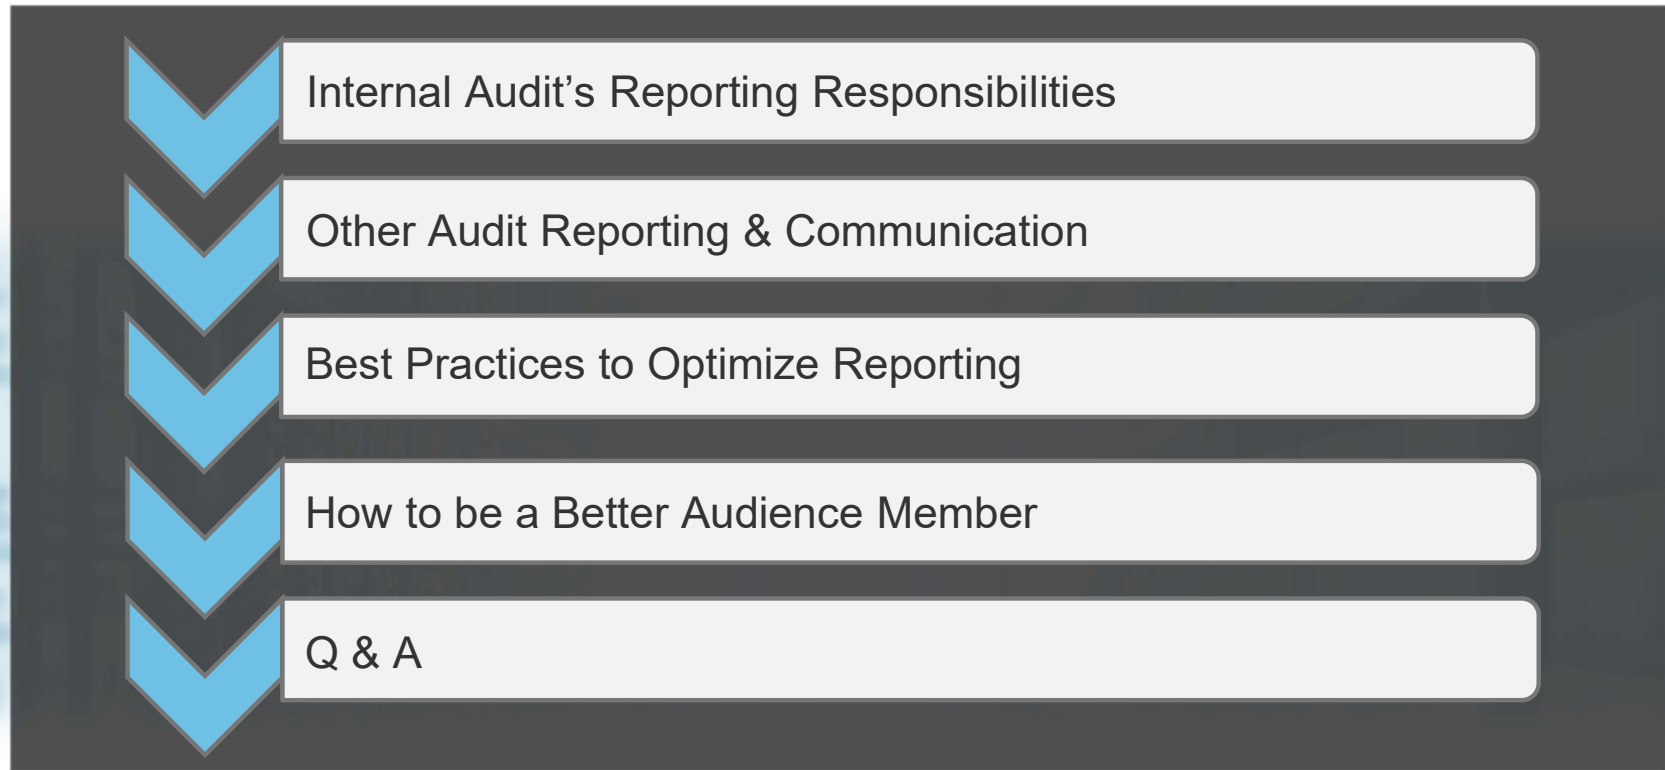 Internal Audit’s Reporting Responsibilities
Other Audit Reporting & Communication
Best Practices to Optimize Reporting
How to be a Better Audience Member
Q & A